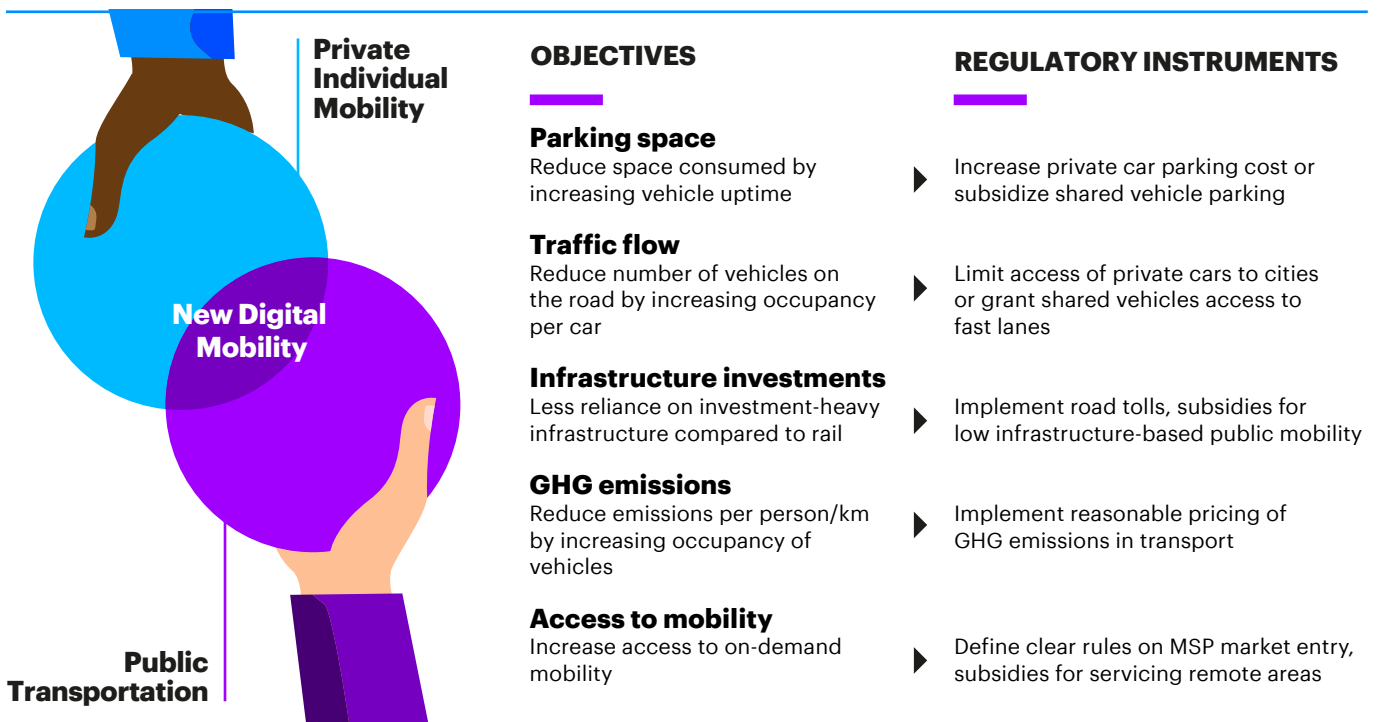 Private
Individual
Mobility
New Digital
Mobility
Public
Transportation
OBJECTIVES
REGULATORY INSTRUMENTS
Parking space
Reduce space consumed by
increasing vehicle uptime
Increase private car parking cost or
subsidize shared vehicle parking
Traffic flow
Reduce number of vehicles on
the road by increasing occupancy
per car
Limit access of private cars to cities
or grant shared vehicles access to
fast lanes
Infrastructure investments
Less reliance on investment-heavy
infrastructure compared to rail
Implement road tolls, subsidies for
low infrastructure-based public mobility
GHG emissions
Reduce emissions per person/km
by increasing occupancy of
vehicles
Implement reasonable pricing of
GHG emissions in transport
Access to mobility
Increase access to on-demand
mobility
Define clear rules on MSP market entry,
subsidies for servicing remote areas